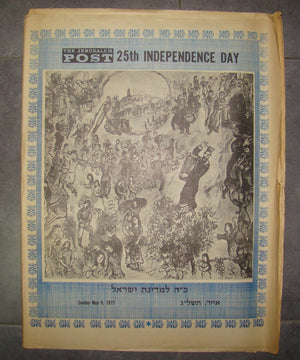 THE JERUSALEM
POST 25th INDEPENDENCE DAY
כ"ה למדינת ישראל
Sunday May 6, 1973 אייר, תשל"ג